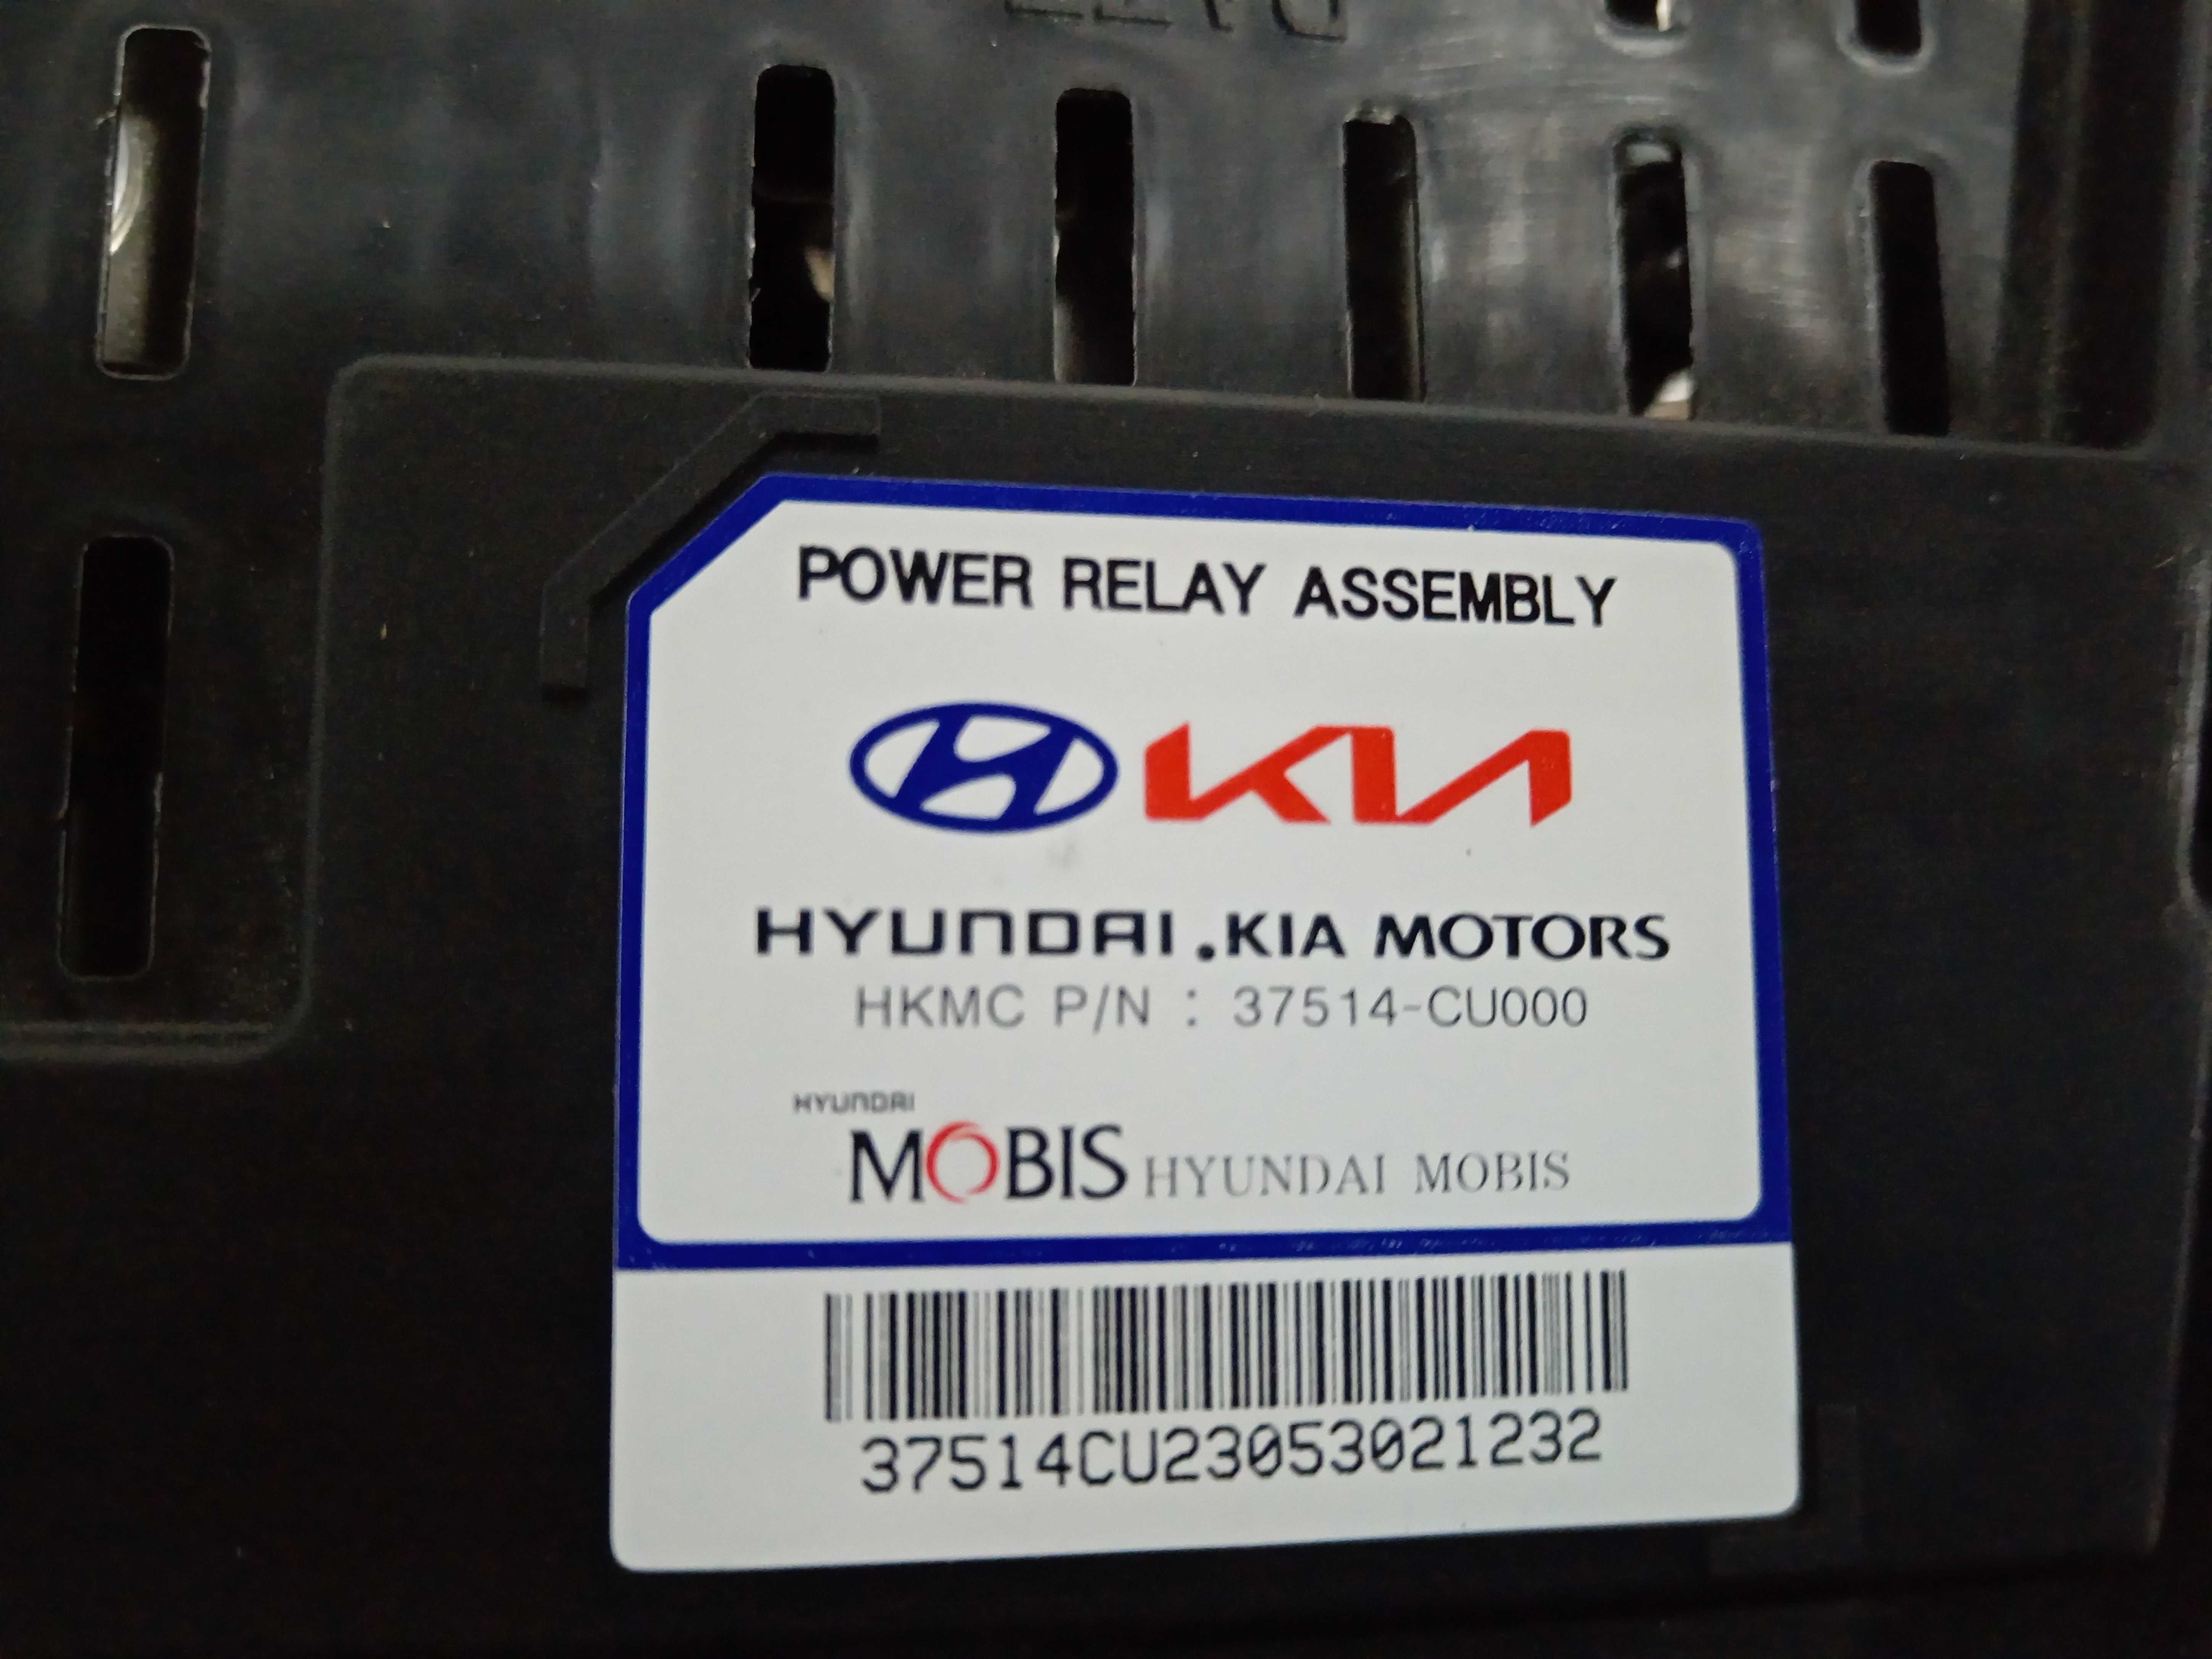 POWER RELAY ASSEMBLY
KIA
HYUNDAI.KIA MOTORS
HKMC P/N : 37514-CU000
HYUNDAI
MOBIS HYUNDAI MOBIS
37514CU23053021232